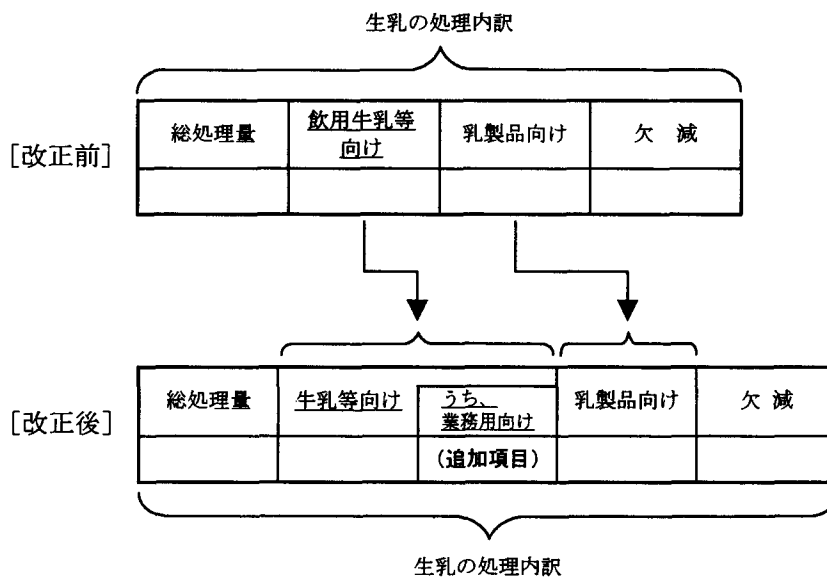 生乳の処理内訳
[改正前]
総処理量
飲用牛乳等
向け
乳製品向け
欠 減
[改正後]
総処理量
牛乳等向け
うち、
業務用向け
乳製品向け
欠 減
(追加項目)
生乳の処理内訳